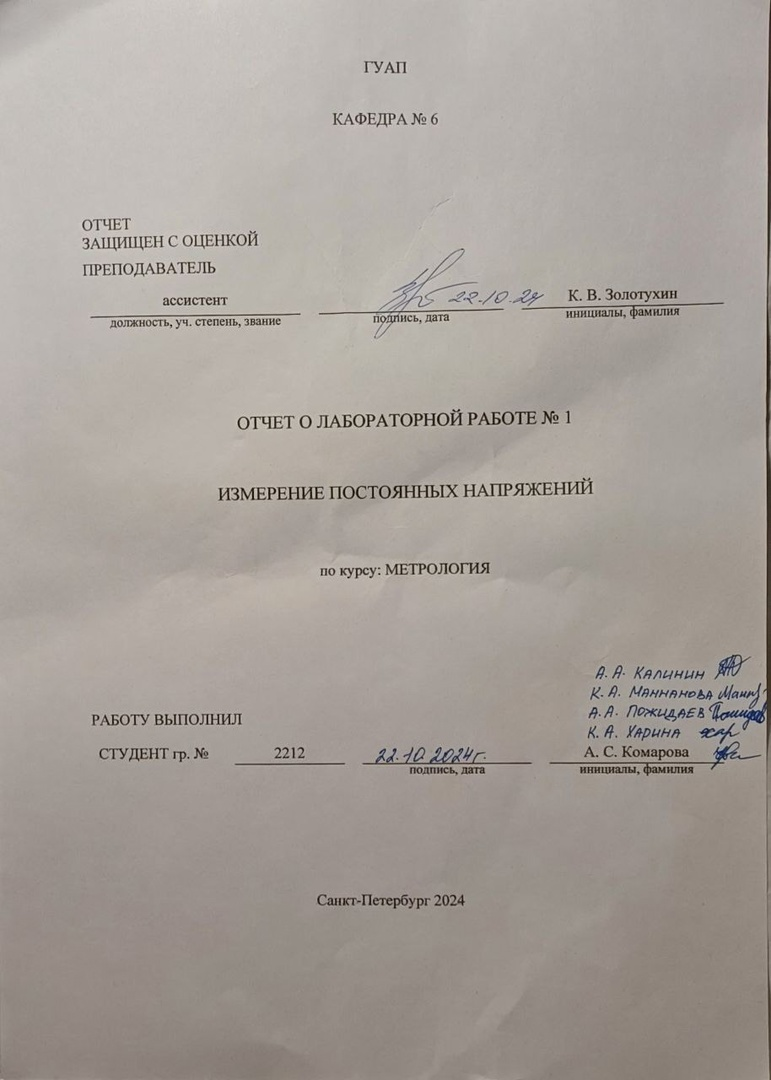 ГУАП
КАФЕДРА № 6
ОТЧЕТ
ЗАЩИЩЕН С ОЦЕНКОЙ
ПРЕПОДАВАТЕЛЬ
ассистент 22.10.24 К. В. Золотухин
должность, уч. степень, звание подпись, дата инициалы, фамилия
ОТЧЕТ О ЛАБОРАТОРНОЙ РАБОТЕ № 1
ИЗМЕРЕНИЕ ПОСТОЯННЫХ НАПРЯЖЕНИЙ
по курсу: МЕТРОЛОГИЯ
А. А. КАЛИНИН
К. А. МАННАНОВА
А. А. ПОЖИДАЕВ
К. А. ХАРИНА
РАБОТУ ВЫПОЛНИЛ
СТУДЕНТ гр. № 2212 22.10.2024г. А. С. Комарова
подпись, дата инициалы, фамилия
Санкт-Петербург 2024